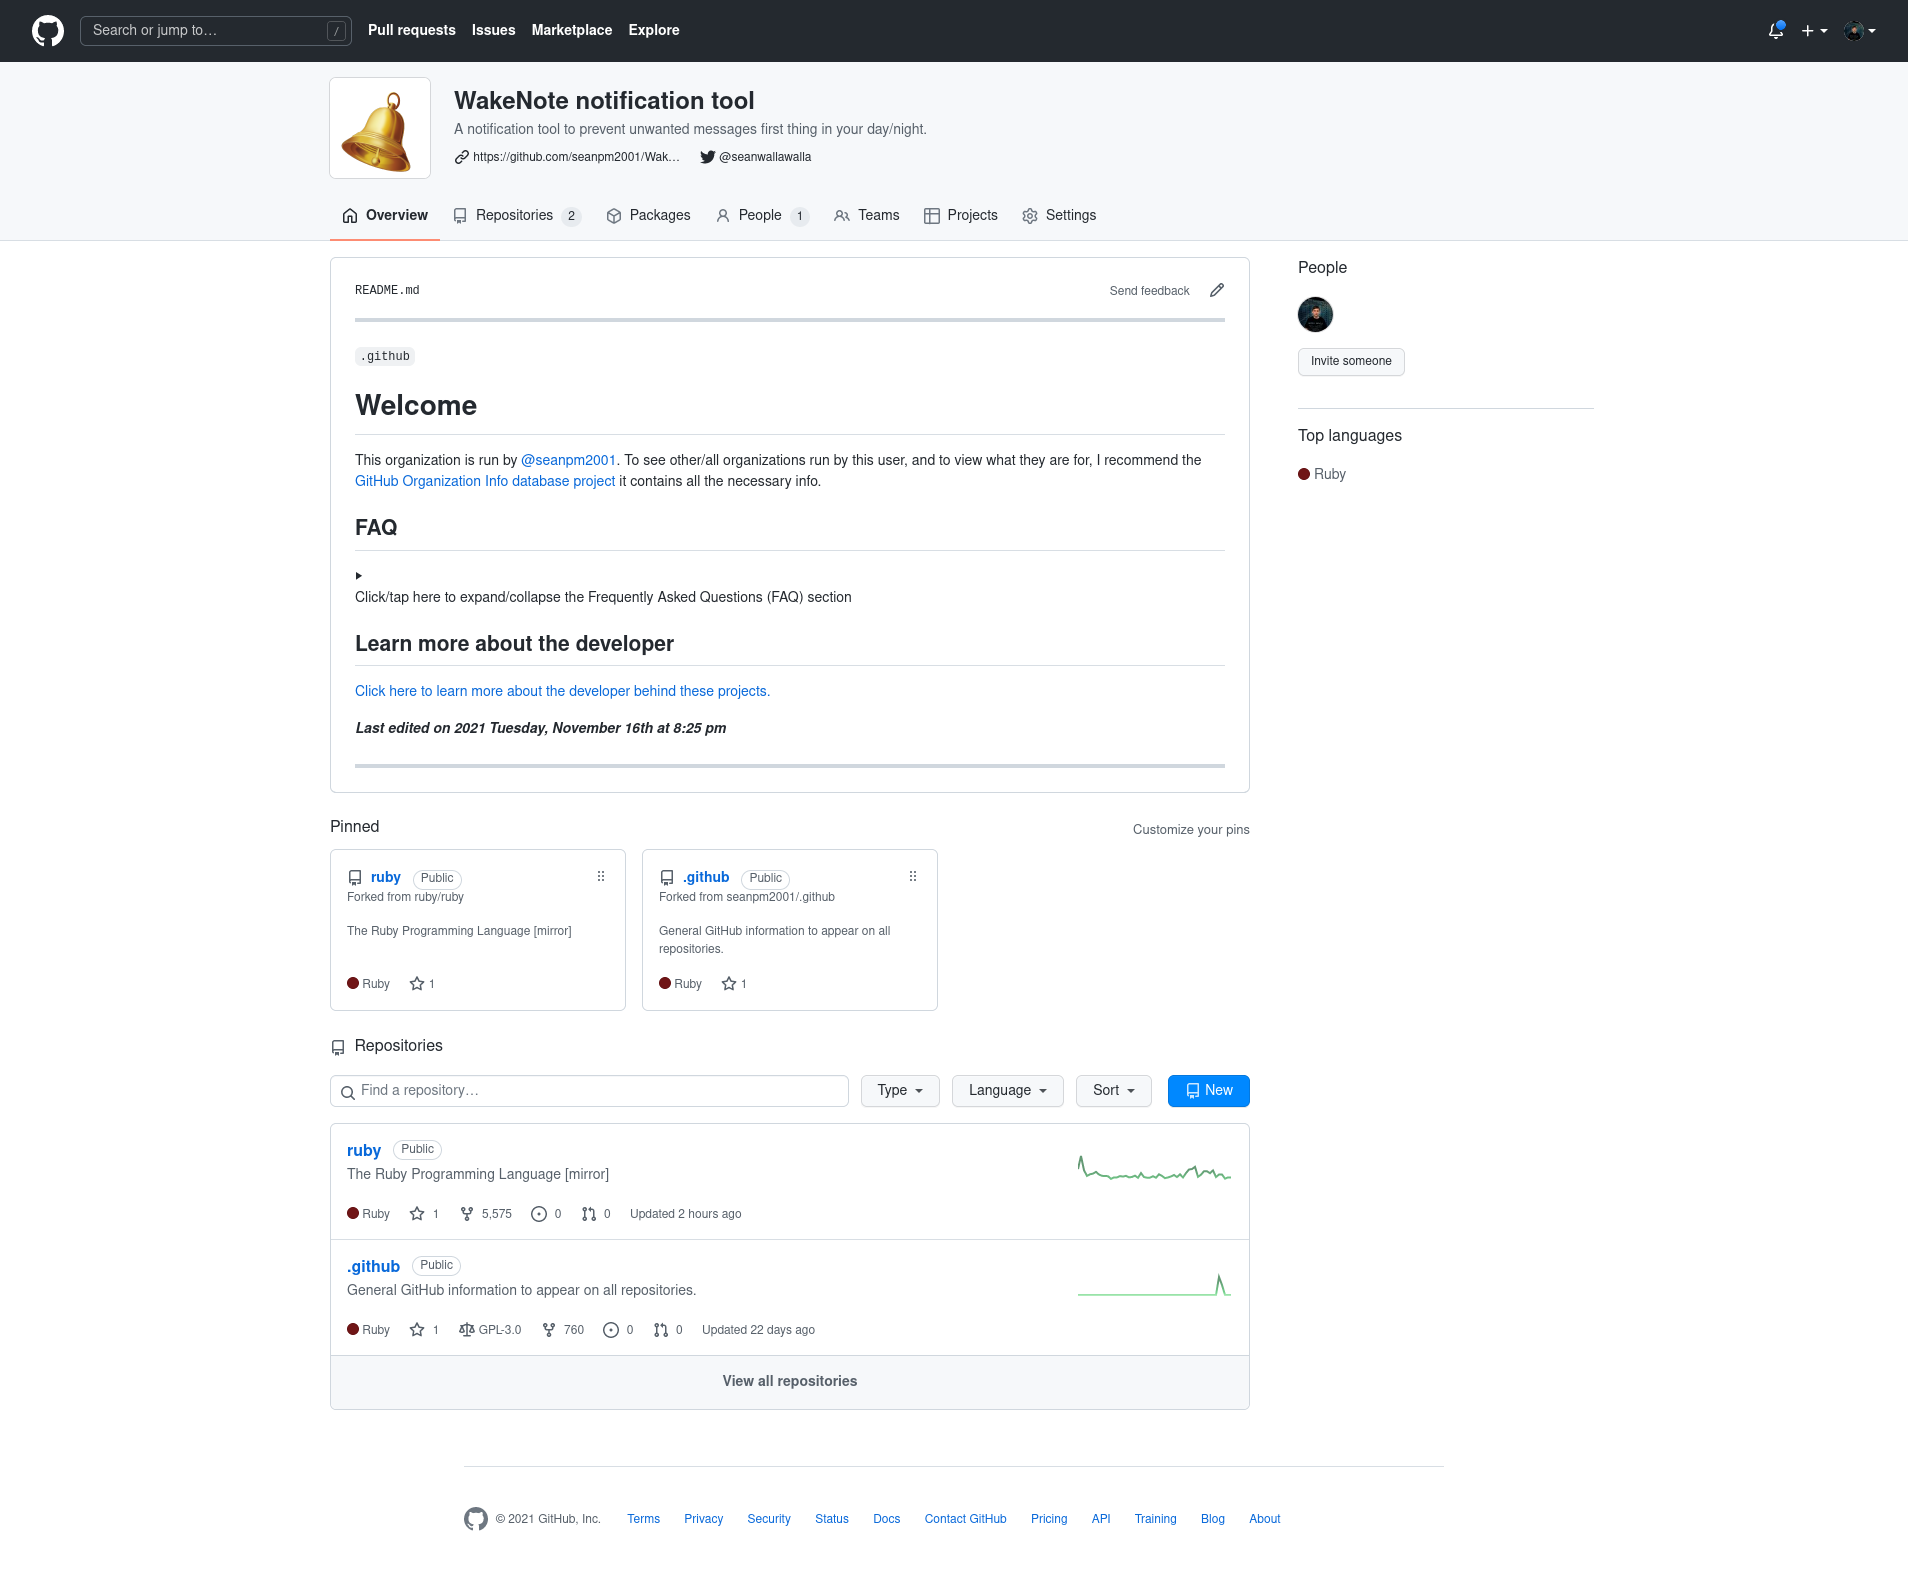 Search or jump to…
/
Pull requests
Issues
Marketplace
Explore
WakeNote notification tool
A notification tool to prevent unwanted messages first thing in your day/night.
https://github.com/seanpm2001/Wak…
@seanwallawalla
Overview
Repositories 2
Packages
People 1
Teams
Projects
Settings
README.md
Send feedback
.github
Welcome
This organization is run by @seanpm2001. To see other/all organizations run by this user, and to view what they are for, I recommend the
GitHub Organization Info database project it contains all the necessary info.
FAQ
Click/tap here to expand/collapse the Frequently Asked Questions (FAQ) section
Learn more about the developer
Click here to learn more about the developer behind these projects.
Last edited on 2021 Tuesday, November 16th at 8:25 pm
People
Invite someone
Top languages
Ruby
Pinned
Customize your pins
ruby Public
Forked from ruby/ruby
The Ruby Programming Language [mirror]
Ruby 1
.github Public
Forked from seanpm2001/.github
General GitHub information to appear on all
repositories.
Ruby 1
Repositories
Find a repository…
Type
Language
Sort
New
ruby Public
The Ruby Programming Language [mirror]
Ruby 1 5,575 0 0 Updated 2 hours ago
.github Public
General GitHub information to appear on all repositories.
Ruby 1 GPL-3.0 760 0 0 Updated 22 days ago
View all repositories
© 2021 GitHub, Inc.
Terms
Privacy
Security
Status
Docs
Contact GitHub
Pricing
API
Training
Blog
About